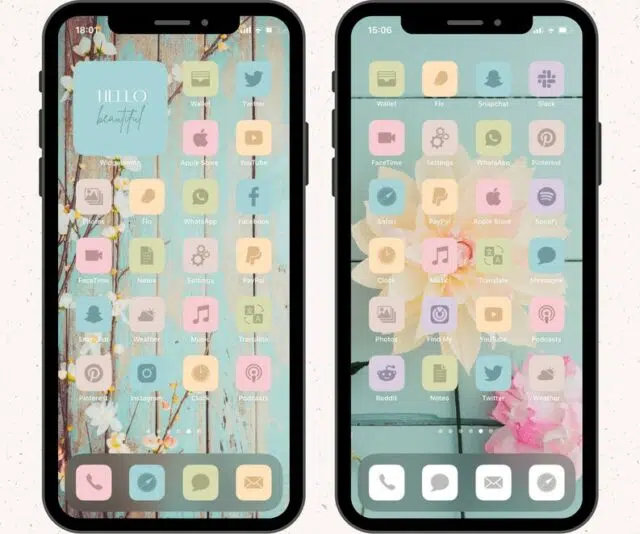 18:01
HELLO
beautiful
Wallet
Twitter
Apple Store
YouTube
Photos
Flo
WhatsApp
Facebook
FaceTime
Notes
Settings
PayPal
Snapchat
Weather
Music
Translate
Pinterest
Instagram
Clock
Podcasts
15:06
Wallet Flo Snapchat Slack
FaceTime Settings WhatsApp Pinterest
Safari PayPal Apple Store Spotify
Clock Music Translate Messages
Photos Find My YouTube Podcasts
Reddit Notes Twitter Weather